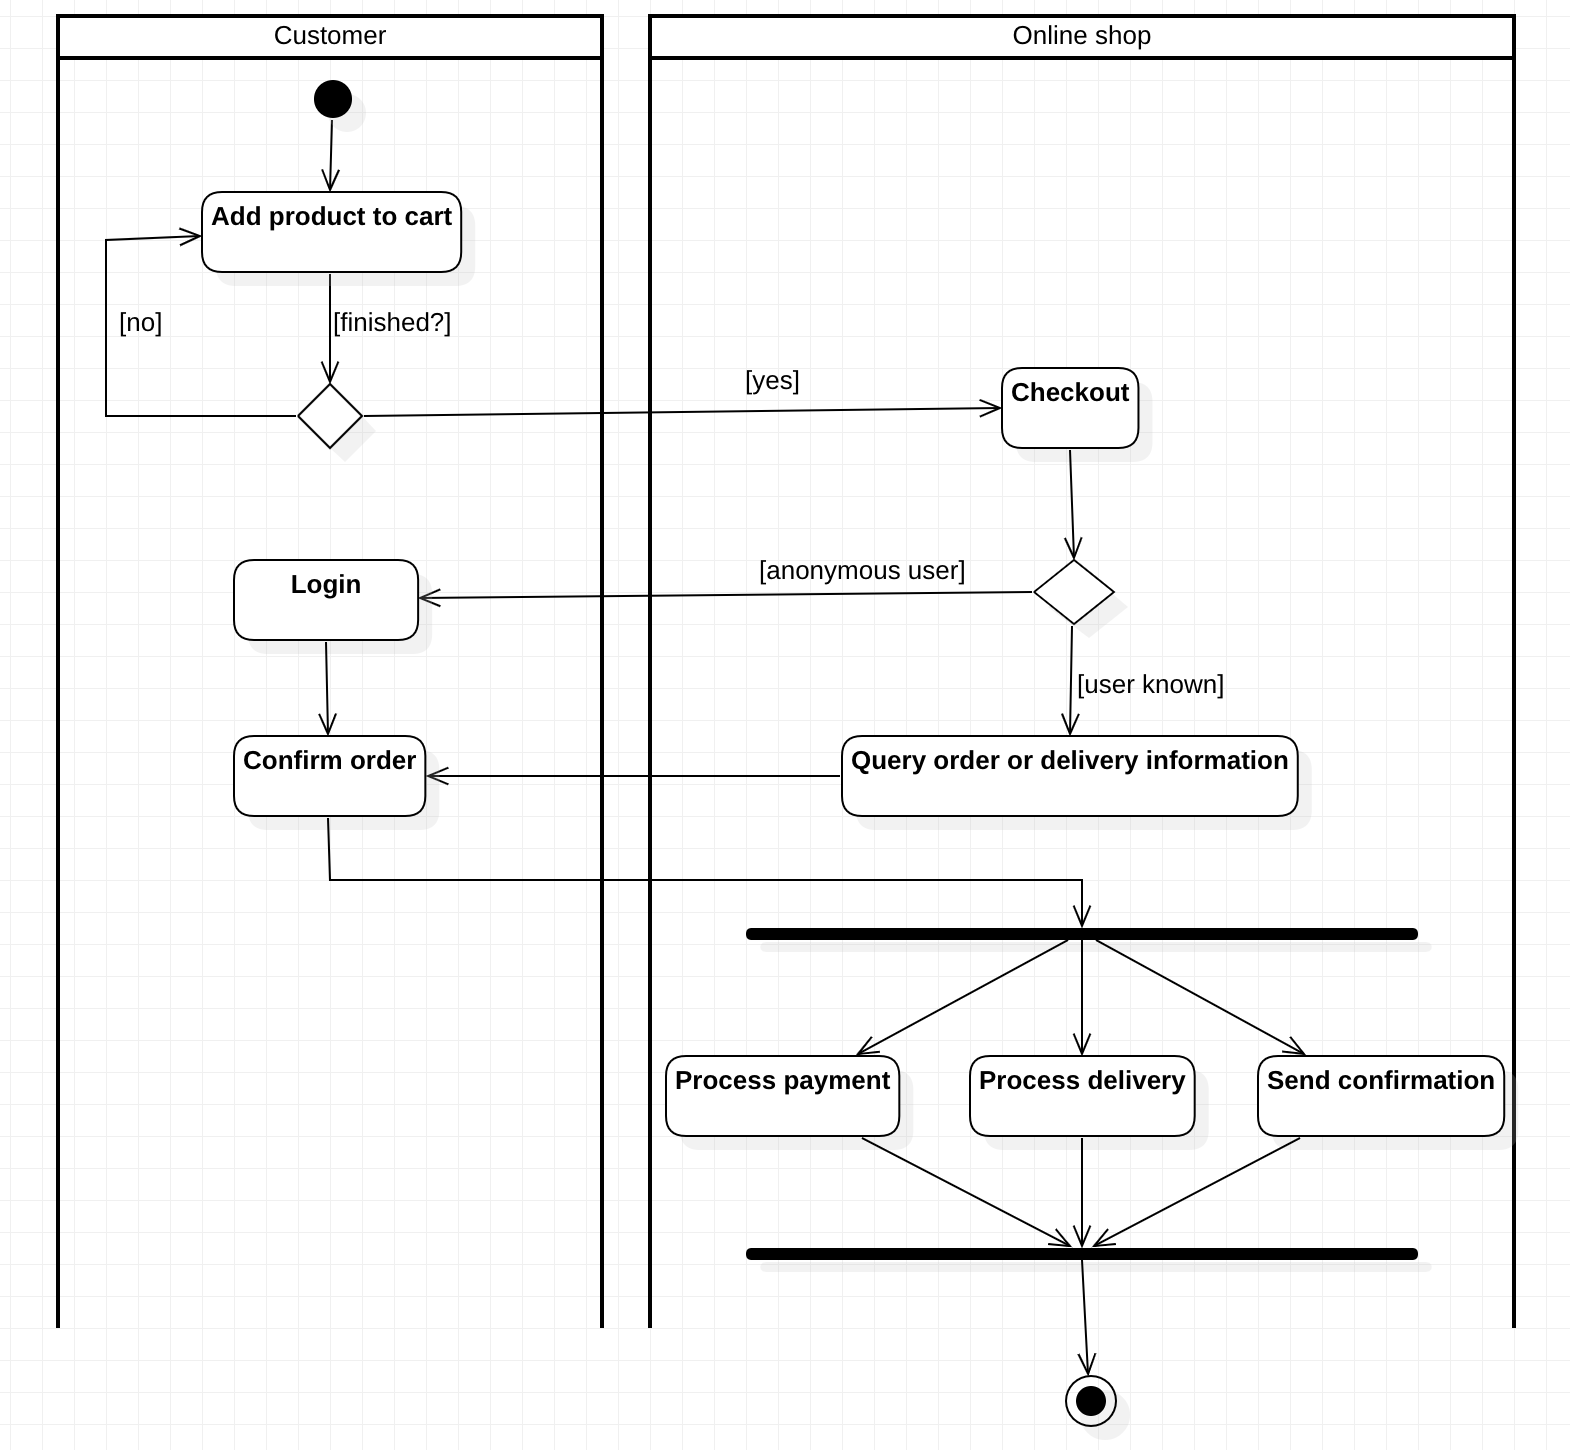 Customer
Online shop
Add product to cart
[no]
[finished?]
[yes]
Checkout
[anonymous user]
Login
[user known]
Confirm order
Query order or delivery information
Process payment
Process delivery
Send confirmation